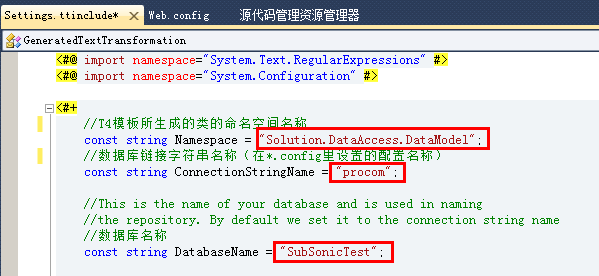 Settings.ttinclude* × Web.config 源代码管理资源管理器
GeneratedTextTransformation
<#@ import namespace="System.Text.RegularExpressions" #>
<#@ import namespace="System.Configuration" #>
<#+
//T4模板所生成的类的命名空间名称
const string Namespace = "Solution.DataAccess.DataModel";
//数据库链接字符串名称（在*.config里设置的配置名称）
const string ConnectionStringName = "procom";
//This is the name of your database and is used in naming
//the repository. By default we set it to the connection string name
//数据库名称
const string DatabaseName = "SubSonicTest";